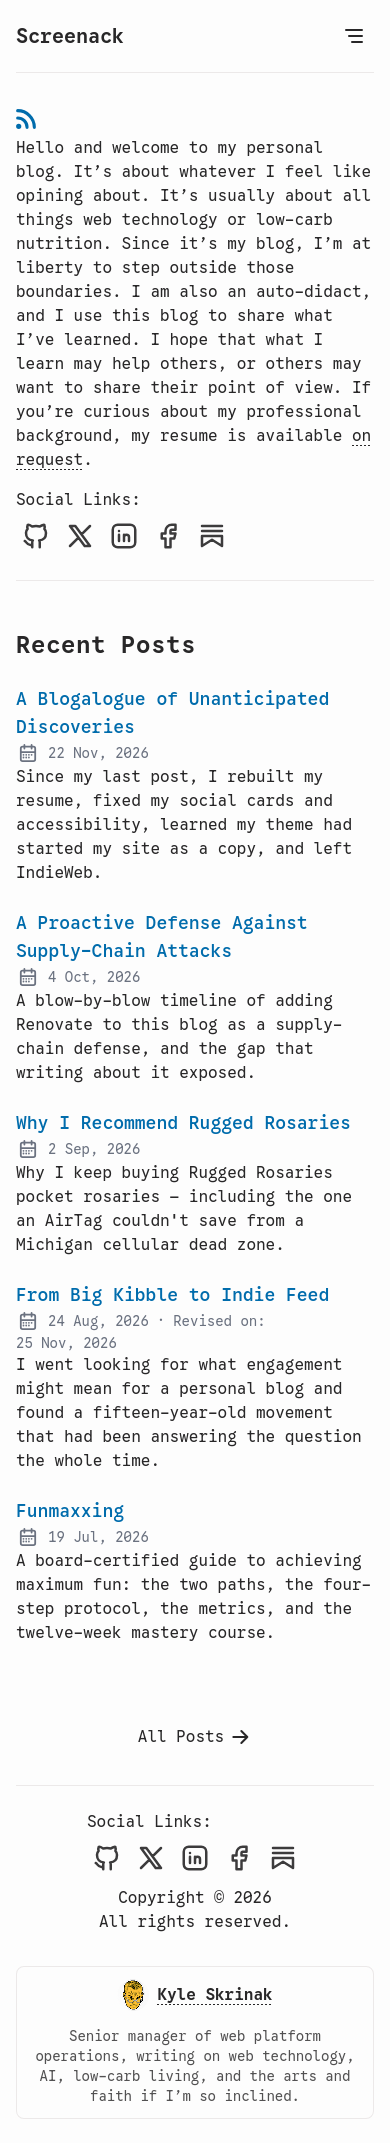 Screenack
Hello and welcome to my personal
blog. It’s about whatever I feel like
opining about. It’s usually about all
things web technology or low-carb
nutrition. Since it’s my blog, I’m at
liberty to step outside those
boundaries. I am also an auto-didact,
and I use this blog to share what
I’ve learned. I hope that what I
learn may help others, or others may
want to share their point of view. If
you’re curious about my professional
background, my resume is available on
request.
Social Links:
Recent Posts
A Blogalogue of Unanticipated
Discoveries
22 Nov, 2026
Since my last post, I rebuilt my
resume, fixed my social cards and
accessibility, learned my theme had
started my site as a copy, and left
IndieWeb.
A Proactive Defense Against
Supply-Chain Attacks
4 Oct, 2026
A blow-by-blow timeline of adding
Renovate to this blog as a supply-
chain defense, and the gap that
writing about it exposed.
Why I Recommend Rugged Rosaries
2 Sep, 2026
Why I keep buying Rugged Rosaries
pocket rosaries — including the one
an AirTag couldn't save from a
Michigan cellular dead zone.
From Big Kibble to Indie Feed
24 Aug, 2026 · Revised on:
25 Nov, 2026
I went looking for what engagement
might mean for a personal blog and
found a fifteen-year-old movement
that had been answering the question
the whole time.
Funmaxxing
19 Jul, 2026
A board-certified guide to achieving
maximum fun: the two paths, the four-
step protocol, the metrics, and the
twelve-week mastery course.
All Posts
Social Links:
Copyright © 2026
All rights reserved.
Kyle Skrinak
Senior manager of web platform
operations, writing on web technology,
AI, low-carb living, and the arts and
faith if I’m so inclined.